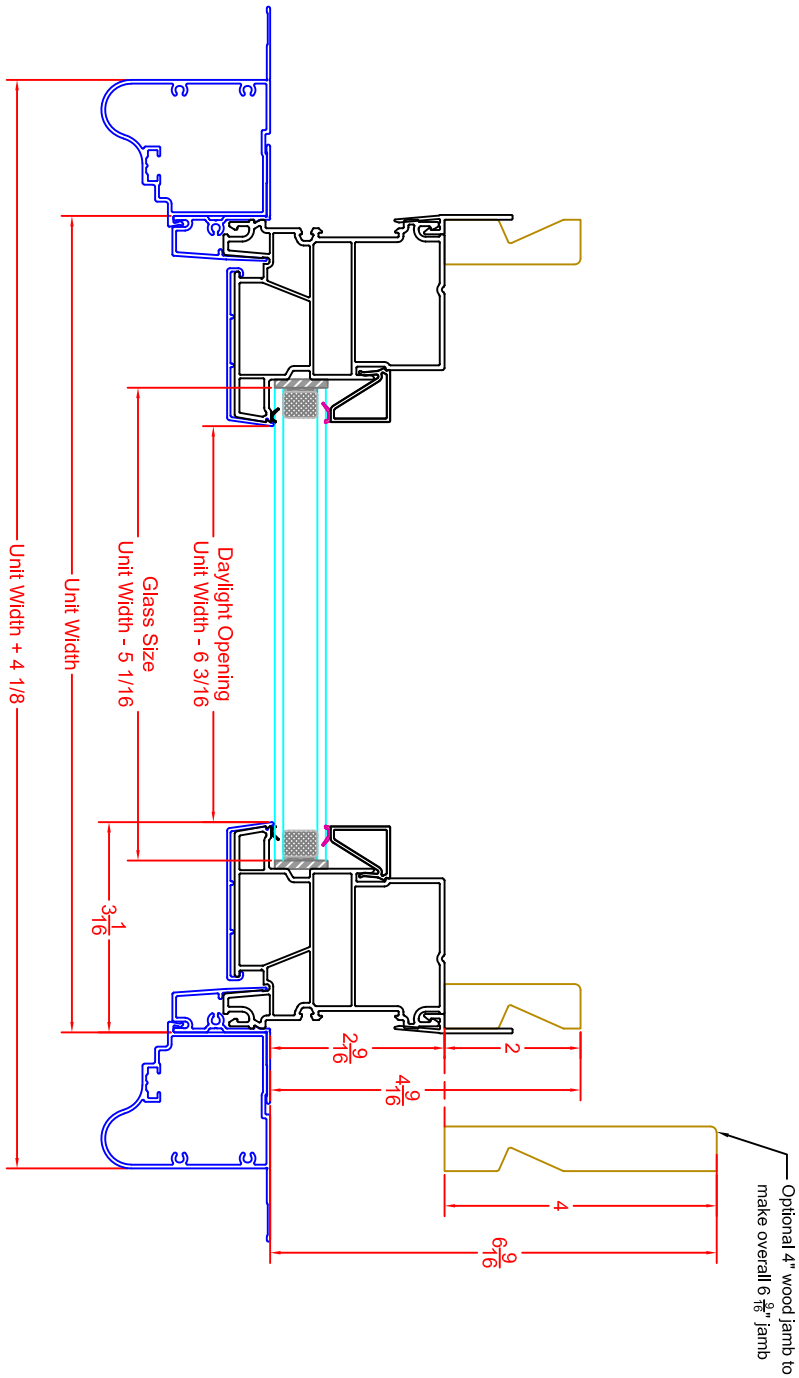 Optional 4" wood jamb to
make overall 6 9/16" jamb
4
6 9/16
2
2 9/16
4 9/16
3 1/16
Daylight Opening
Unit Width - 6 3/16
Glass Size
Unit Width - 5 1/16
Unit Width
Unit Width + 4 1/8